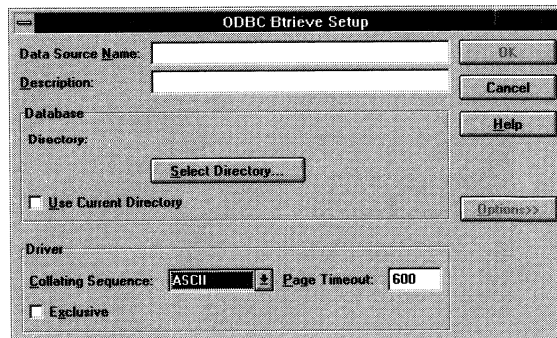 ODBC Btrieve Setup
Data Source Name:
OK
Description:
Cancel
Database
Help
Directory:
Select Directory...
Use Current Directory
Options>>
Driver
Collating Sequence: ASCII Page Timeout: 600
Exclusive